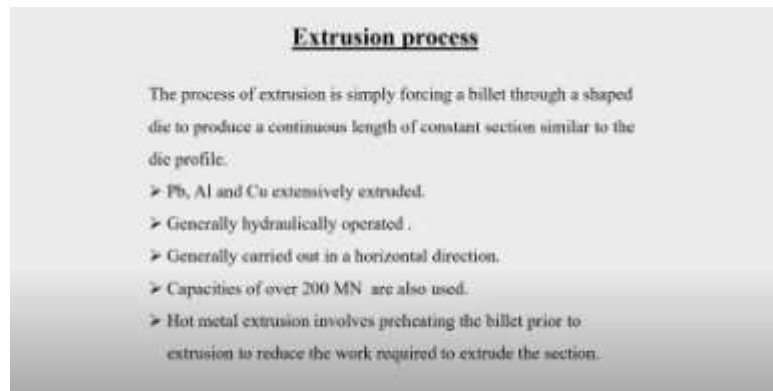 Extrusion process
The process of extrusion is simply forcing a billet through a shaped
die to produce a continuous length of constant section similar to the
die profile.
➢ Pb, Al and Cu extensively extruded.
➢ Generally hydraulically operated .
➢ Generally carried out in a horizontal direction.
➢ Capacities of over 200 MN are also used.
➢ Hot metal extrusion involves preheating the billet prior to
extrusion to reduce the work required to extrude the section.